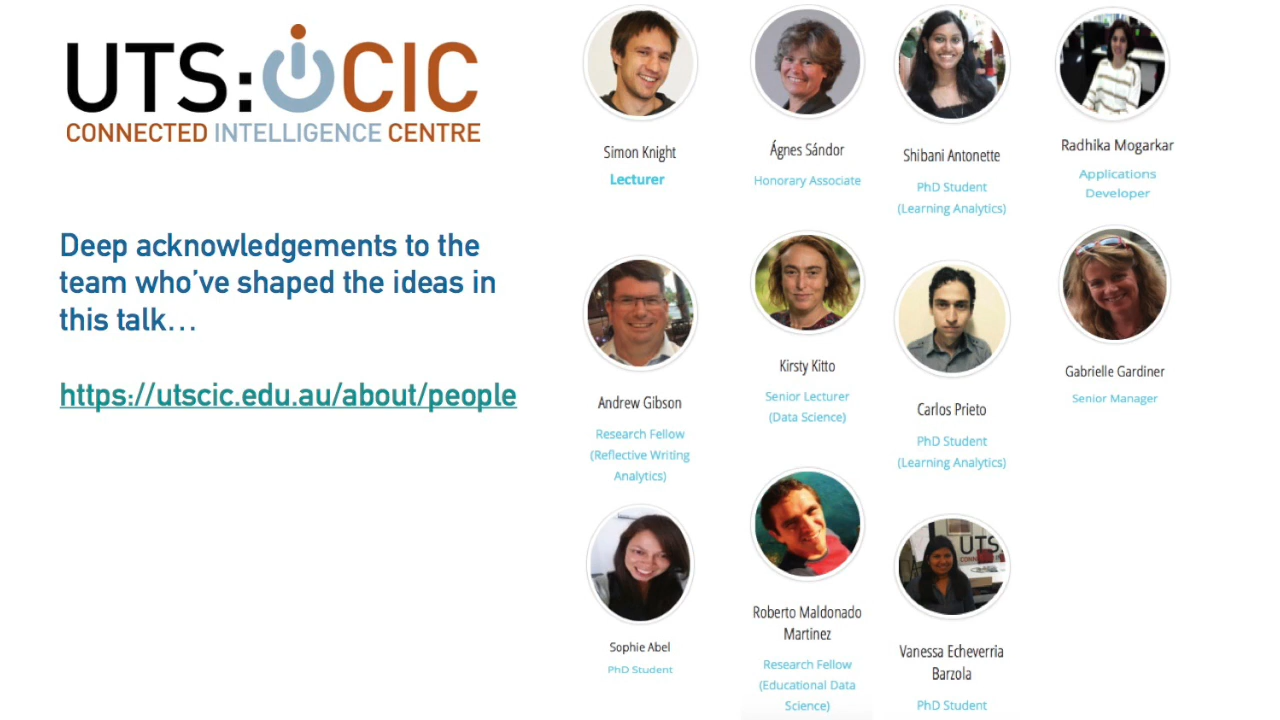 UTS:CIC
CONNECTED INTELLIGENCE CENTRE
Deep acknowledgements to the
team who’ve shaped the ideas in
this talk…
https://utscic.edu.au/about/people
Simon Knight
Lecturer
Ágnes Sándor
Honorary Associate
Shibani Antonette
PhD Student
(Learning Analytics)
Radhika Mogarkar
Applications
Developer
Andrew Gibson
Research Fellow
(Reflective Writing
Analytics)
Kirsty Kitto
Senior Lecturer
(Data Science)
Carlos Prieto
PhD Student
(Learning Analytics)
Gabrielle Gardiner
Senior Manager
Sophie Abel
PhD Student
Roberto Maldonado
Martinez
Research Fellow
(Educational Data
Science)
UTS
Vanessa Echeverria
Barzola
PhD Student